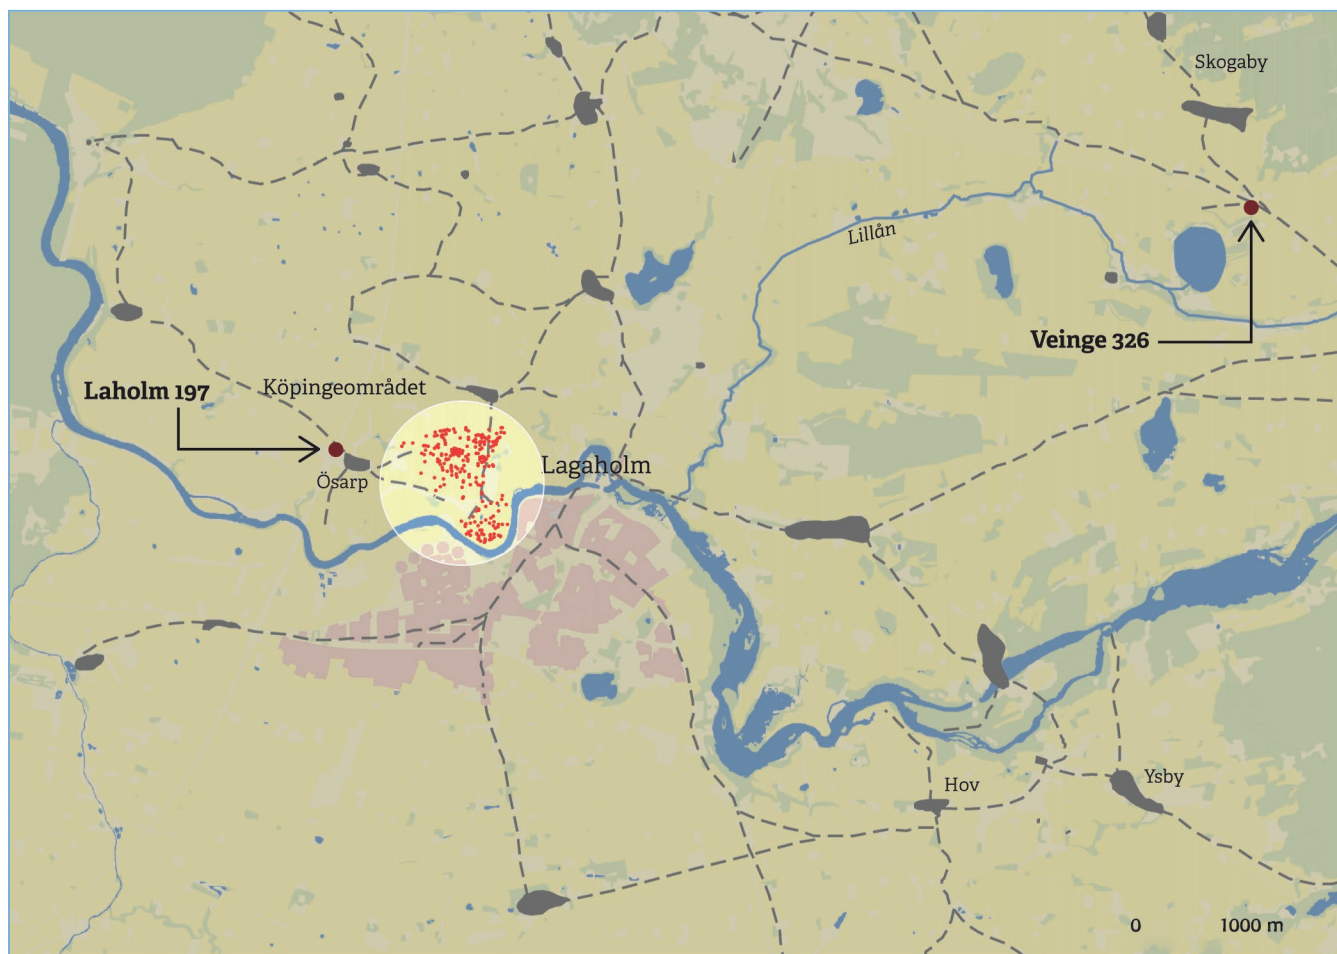 Skogaby
Lillån
Veinge 326
Köpingeområdet
Laholm 197
Lagaholm
Ösarp
Ysby
Hov
0 1000 m